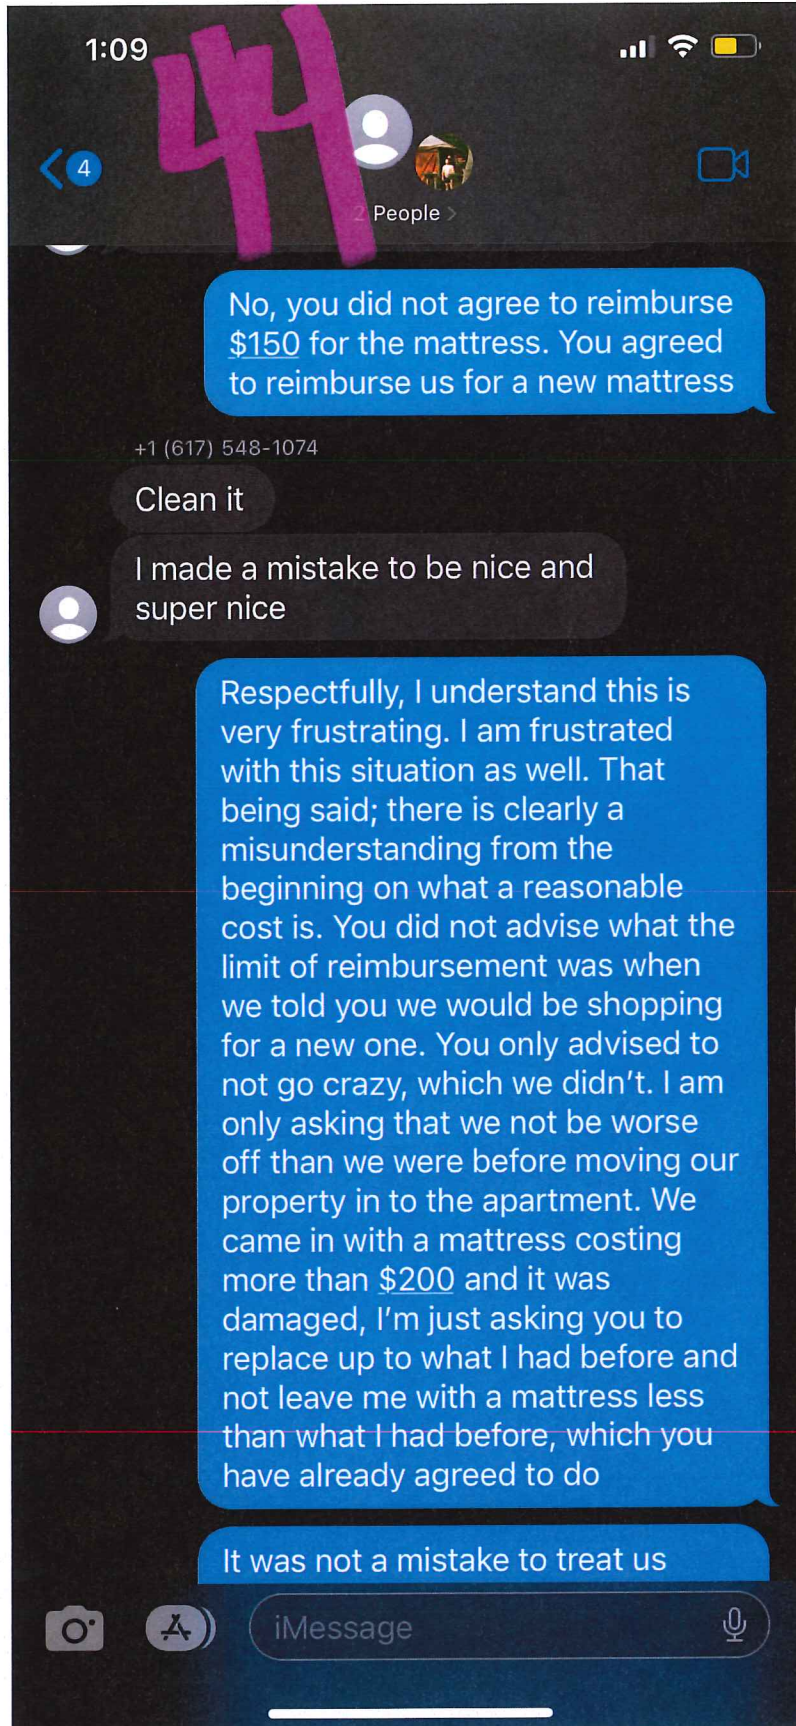 1:09
44
4
2 People >
No, you did not agree to reimburse
$150 for the mattress. You agreed
to reimburse us for a new mattress
+1 (617) 548-1074
Clean it
I made a mistake to be nice and
super nice
Respectfully, I understand this is
very frustrating. I am frustrated
with this situation as well. That
being said; there is clearly a
misunderstanding from the
beginning on what a reasonable
cost is. You did not advise what the
limit of reimbursement was when
we told you we would be shopping
for a new one. You only advised to
not go crazy, which we didn't. I am
only asking that we not be worse
off than we were before moving our
property in to the apartment. We
came in with a mattress costing
more than $200 and it was
damaged, I'm just asking you to
replace up to what I had before and
not leave me with a mattress less
than what I had before, which you
have already agreed to do
It was not a mistake to treat us
iMessage